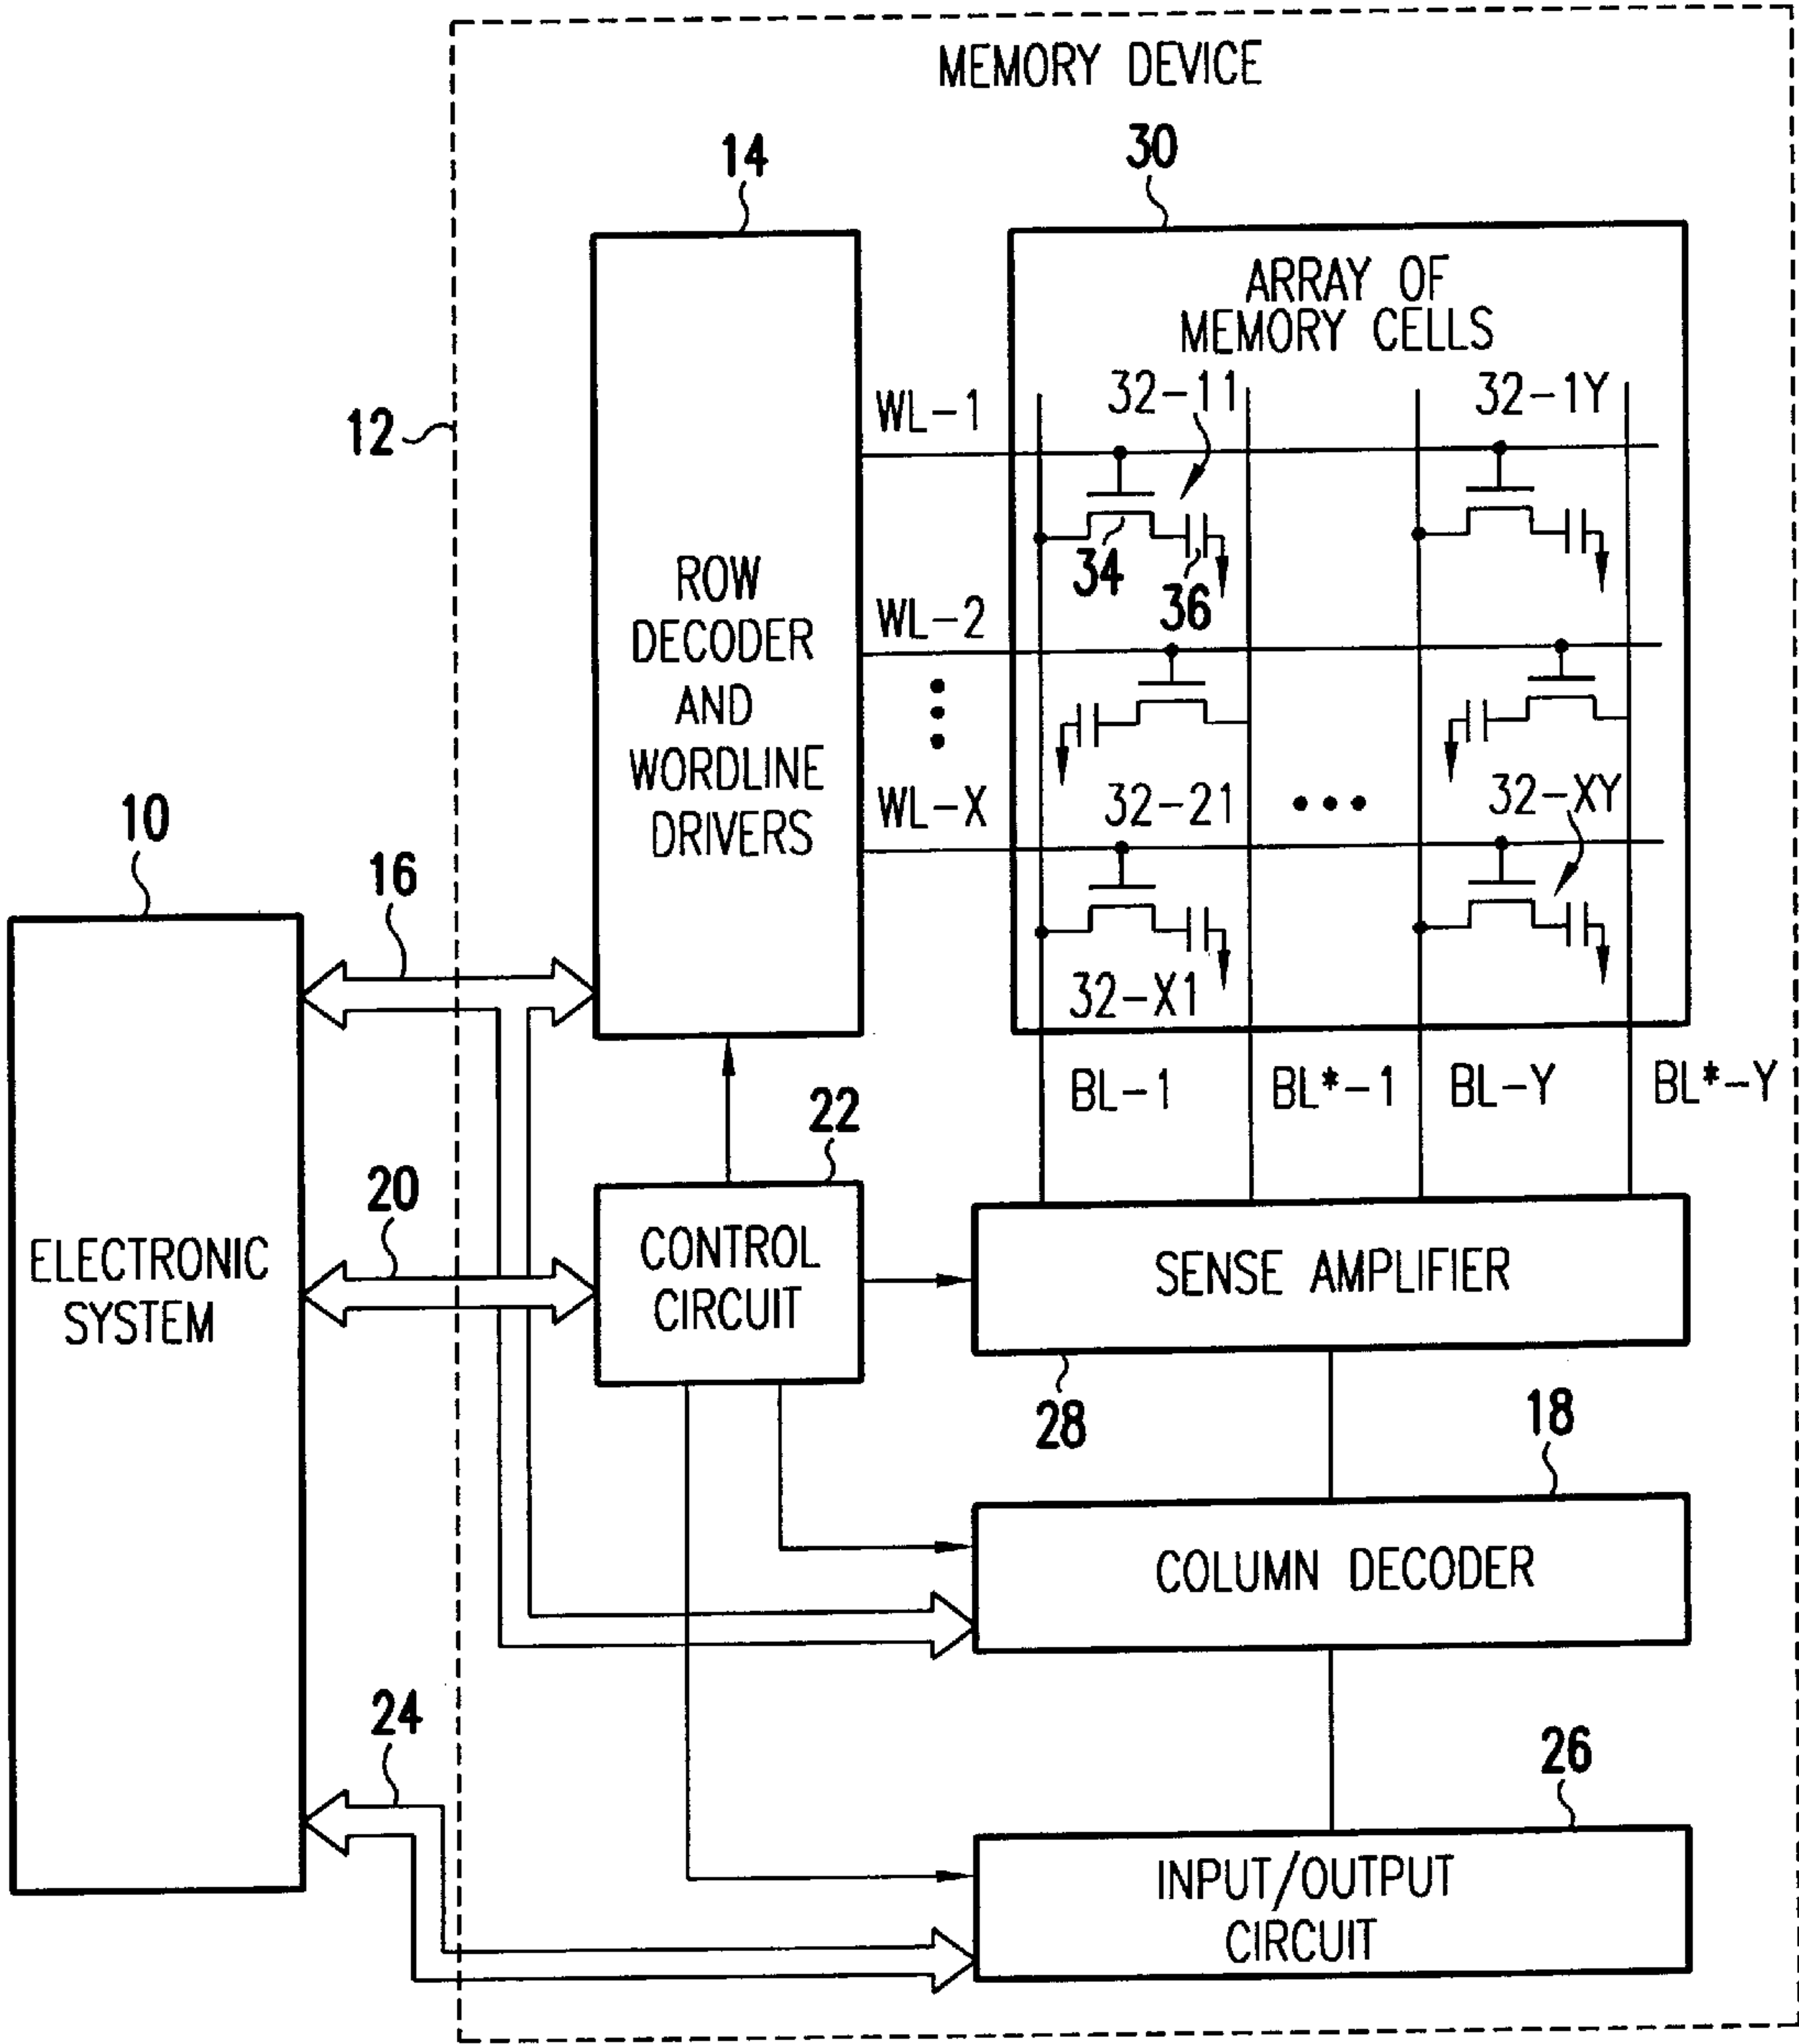 MEMORY DEVICE
14
30
ARRAY OF
MEMORY CELLS
12
WL-1
32-11
32-1Y
34
36
ROW
DECODER
AND
WORDLINE
DRIVERS
WL-2
WL-X
32-21
32-XY
10
16
32-X1
BL-1
BL*-1
BL-Y
BL*-Y
22
20
ELECTRONIC
SYSTEM
CONTROL
CIRCUIT
SENSE AMPLIFIER
28
18
COLUMN DECODER
24
26
INPUT/OUTPUT
CIRCUIT